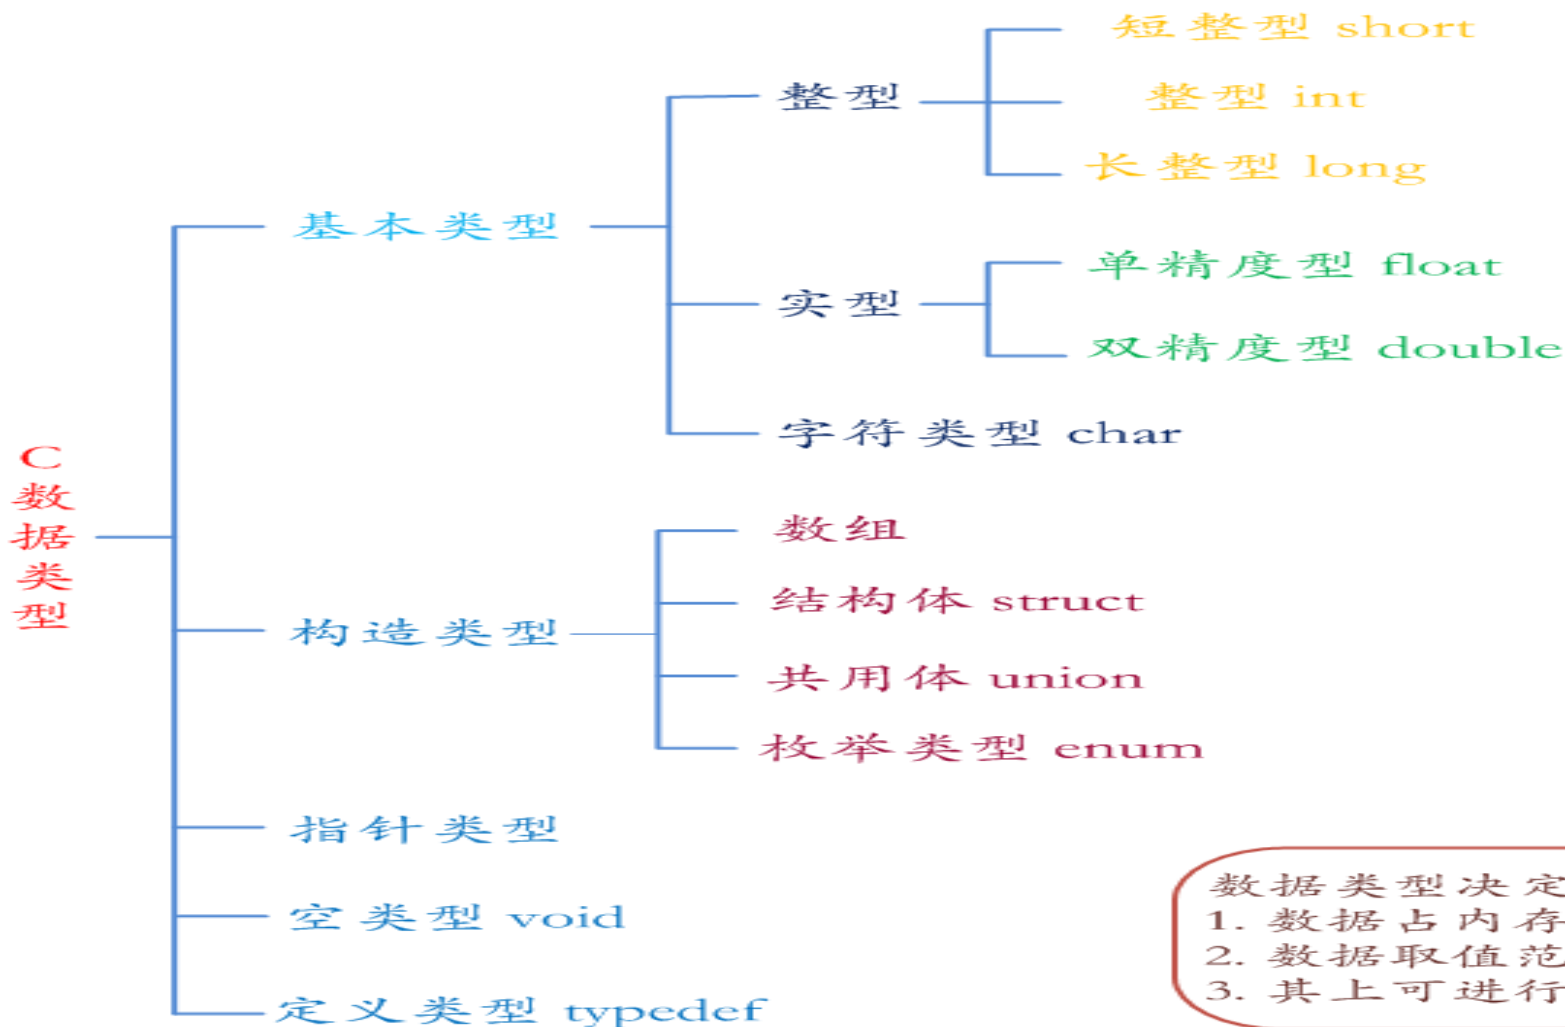 C
数
据
类
型
基本类型
整型
短整型 short
整型 int
长整型 long
实型
单精度型 float
双精度型 double
字符类型 char
构造类型
数组
结构体 struct
共用体 union
枚举类型 enum
指针类型
空类型 void
定义类型 typedef
数据类型决定
1. 数据占内存
2. 数据取值范
3. 其上可进行